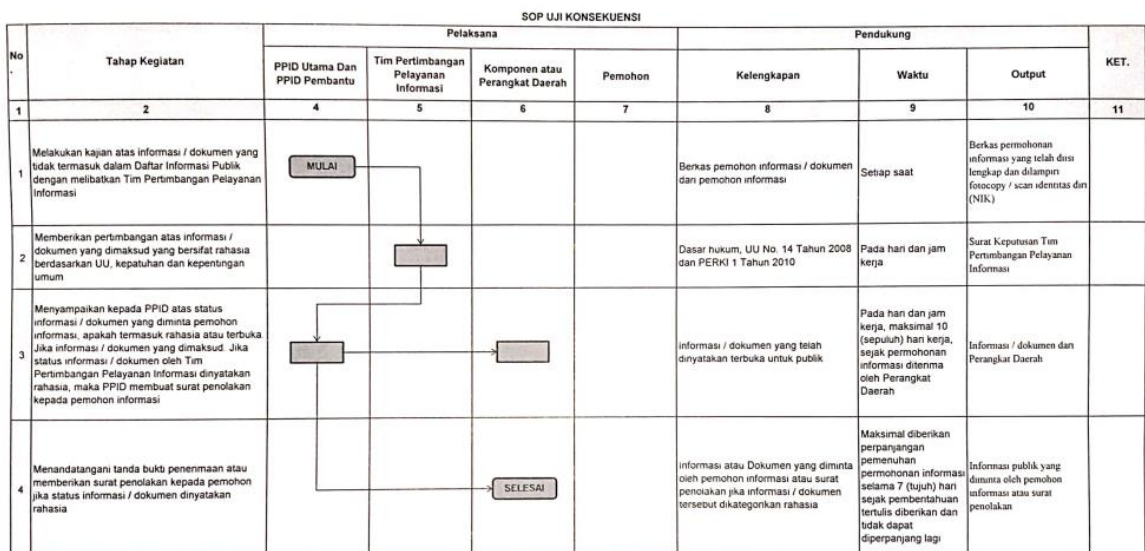 SOP UJI KONSEKUENSI
No
.
Tahap Kegiatan
Pelaksana
Pendukung
KET.
PPID Utama Dan
PPID Pembantu
Tim Pertimbangan
Pelayanan
Informasi
Komponen atau
Perangkat Daerah
Pemohon
Kelengkapan
Waktu
Output
1
2
4
5
6
7
8
9
10
11
1
Melakukan kajian atas informasi / dokumen yang
tidak termasuk dalam Daftar Informasi Publik
dengan melibatkan Tim Pertimbangan Pelayanan
Informasi
MULAI
Berkas pemohon informasi / dokumen
dari pemohon informasi
Setiap saat
Berkas permohonan
informasi yang telah diisi
lengkap dan dilampiri
fotocopy / scan identitas diri
(NIK)
2
Memberikan pertimbangan atas informasi /
dokumen yang dimaksud yang bersifat rahasia
berdasarkan UU, kepatuhan dan kepentingan
umum
Dasar hukum, UU No. 14 Tahun 2008
dan PERKI 1 Tahun 2010
Pada hari dan jam
kerja
Surat Keputusan Tim
Pertimbangan Pelayanan
Informasi
3
Menyampaikan kepada PPID atas status
informasi / dokumen yang diminta pemohon
informasi, apakah termasuk rahasia atau terbuka.
Jika informasi / dokumen yang dimaksud. Jika
status informasi / dokumen oleh Tim
Pertimbangan Pelayanan Informasi dinyatakan
rahasia, maka PPID membuat surat penolakan
kepada pemohon informasi
informasi / dokumen yang telah
dinyatakan terbuka untuk publik
Pada hari dan jam
kerja, maksimal 10
(sepuluh) hari kerja,
sejak permohonan
informasi diterima
oleh Perangkat
Daerah
Informasi / dokumen dari
Perangkat Daerah
4
Menandatangani tanda bukti penerimaan atau
memberikan surat penolakan kepada pemohon
jika status informasi / dokumen dinyatakan
rahasia
SELESAI
informasi atau Dokumen yang diminta
oleh pemohon informasi atau surat
penolakan jika informasi / dokumen
tersebut dikategorikan rahasia
Maksimal diberikan
perpanjangan
pemenuhan
permohonan informasi
selama 7 (tujuh) hari
sejak pemberitahuan
tertulis diberikan dan
tidak dapat
diperpanjang lagi
Informasi publik yang
diminta oleh pemohon
informasi atau surat
penolakan